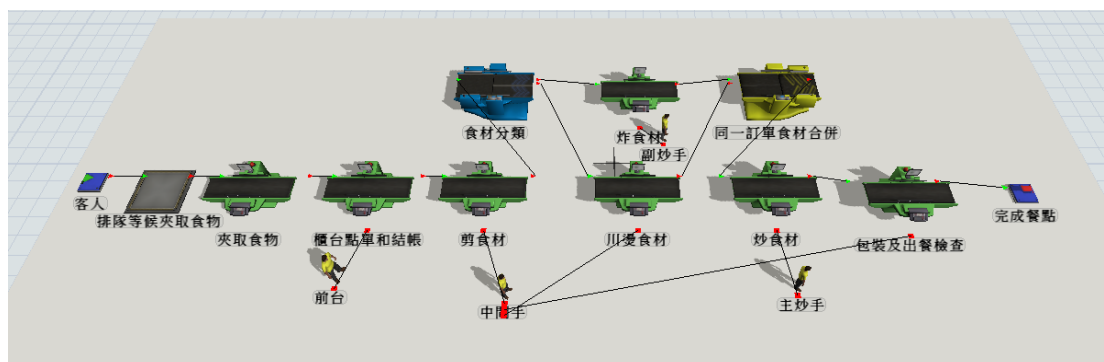 食材分類
炸食材
同一訂單食材合併
副炒手
客人
排隊等候夾取食物
夾取食物
櫃台點單和結帳
剪食材
川燙食材
炒食材
包裝及出餐檢查
完成餐點
前台
中間手
主炒手